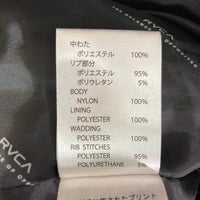 中わた
ポリエステル 100%
リブ部分
ポリエステル 95%
ポリウレタン 5%
BODY
NYLON 100%
LINING
POLYESTER 100%
WADDING
POLYESTER 100%
RIB STITCHES
POLYESTER 95%
POLYURETHANE 5%
RVCA